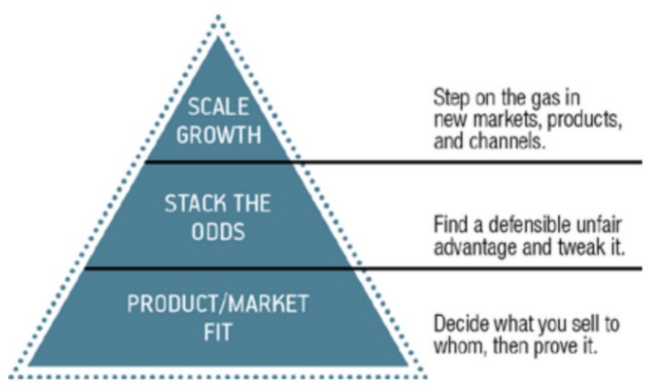 SCALE
GROWTH
Step on the gas in
new markets, products,
and channels.
STACK THE
ODDS
Find a defensible unfair
advantage and tweak it.
PRODUCT/MARKET
FIT
Decide what you sell to
whom, then prove it.